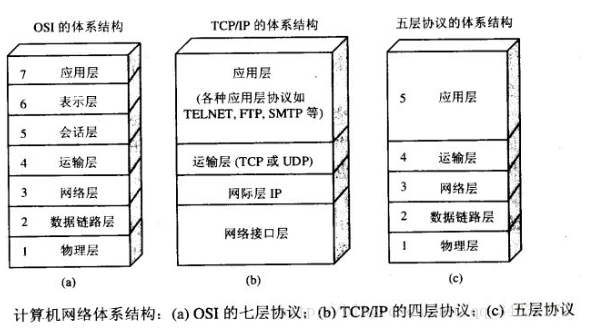 OSI 的体系结构
7 应用层
6 表示层
5 会话层
4 运输层
3 网络层
2 数据链路层
1 物理层
(a)
TCP/IP 的体系结构
应用层
(各种应用层协议如
TELNET, FTP, SMTP 等)
运输层 (TCP 或 UDP)
网际层 IP
网络接口层
(b)
五层协议的体系结构
5 应用层
4 运输层
3 网络层
2 数据链路层
1 物理层
(c)
计算机网络体系结构：(a) OSI 的七层协议；(b) TCP/IP 的四层协议；(c) 五层协议